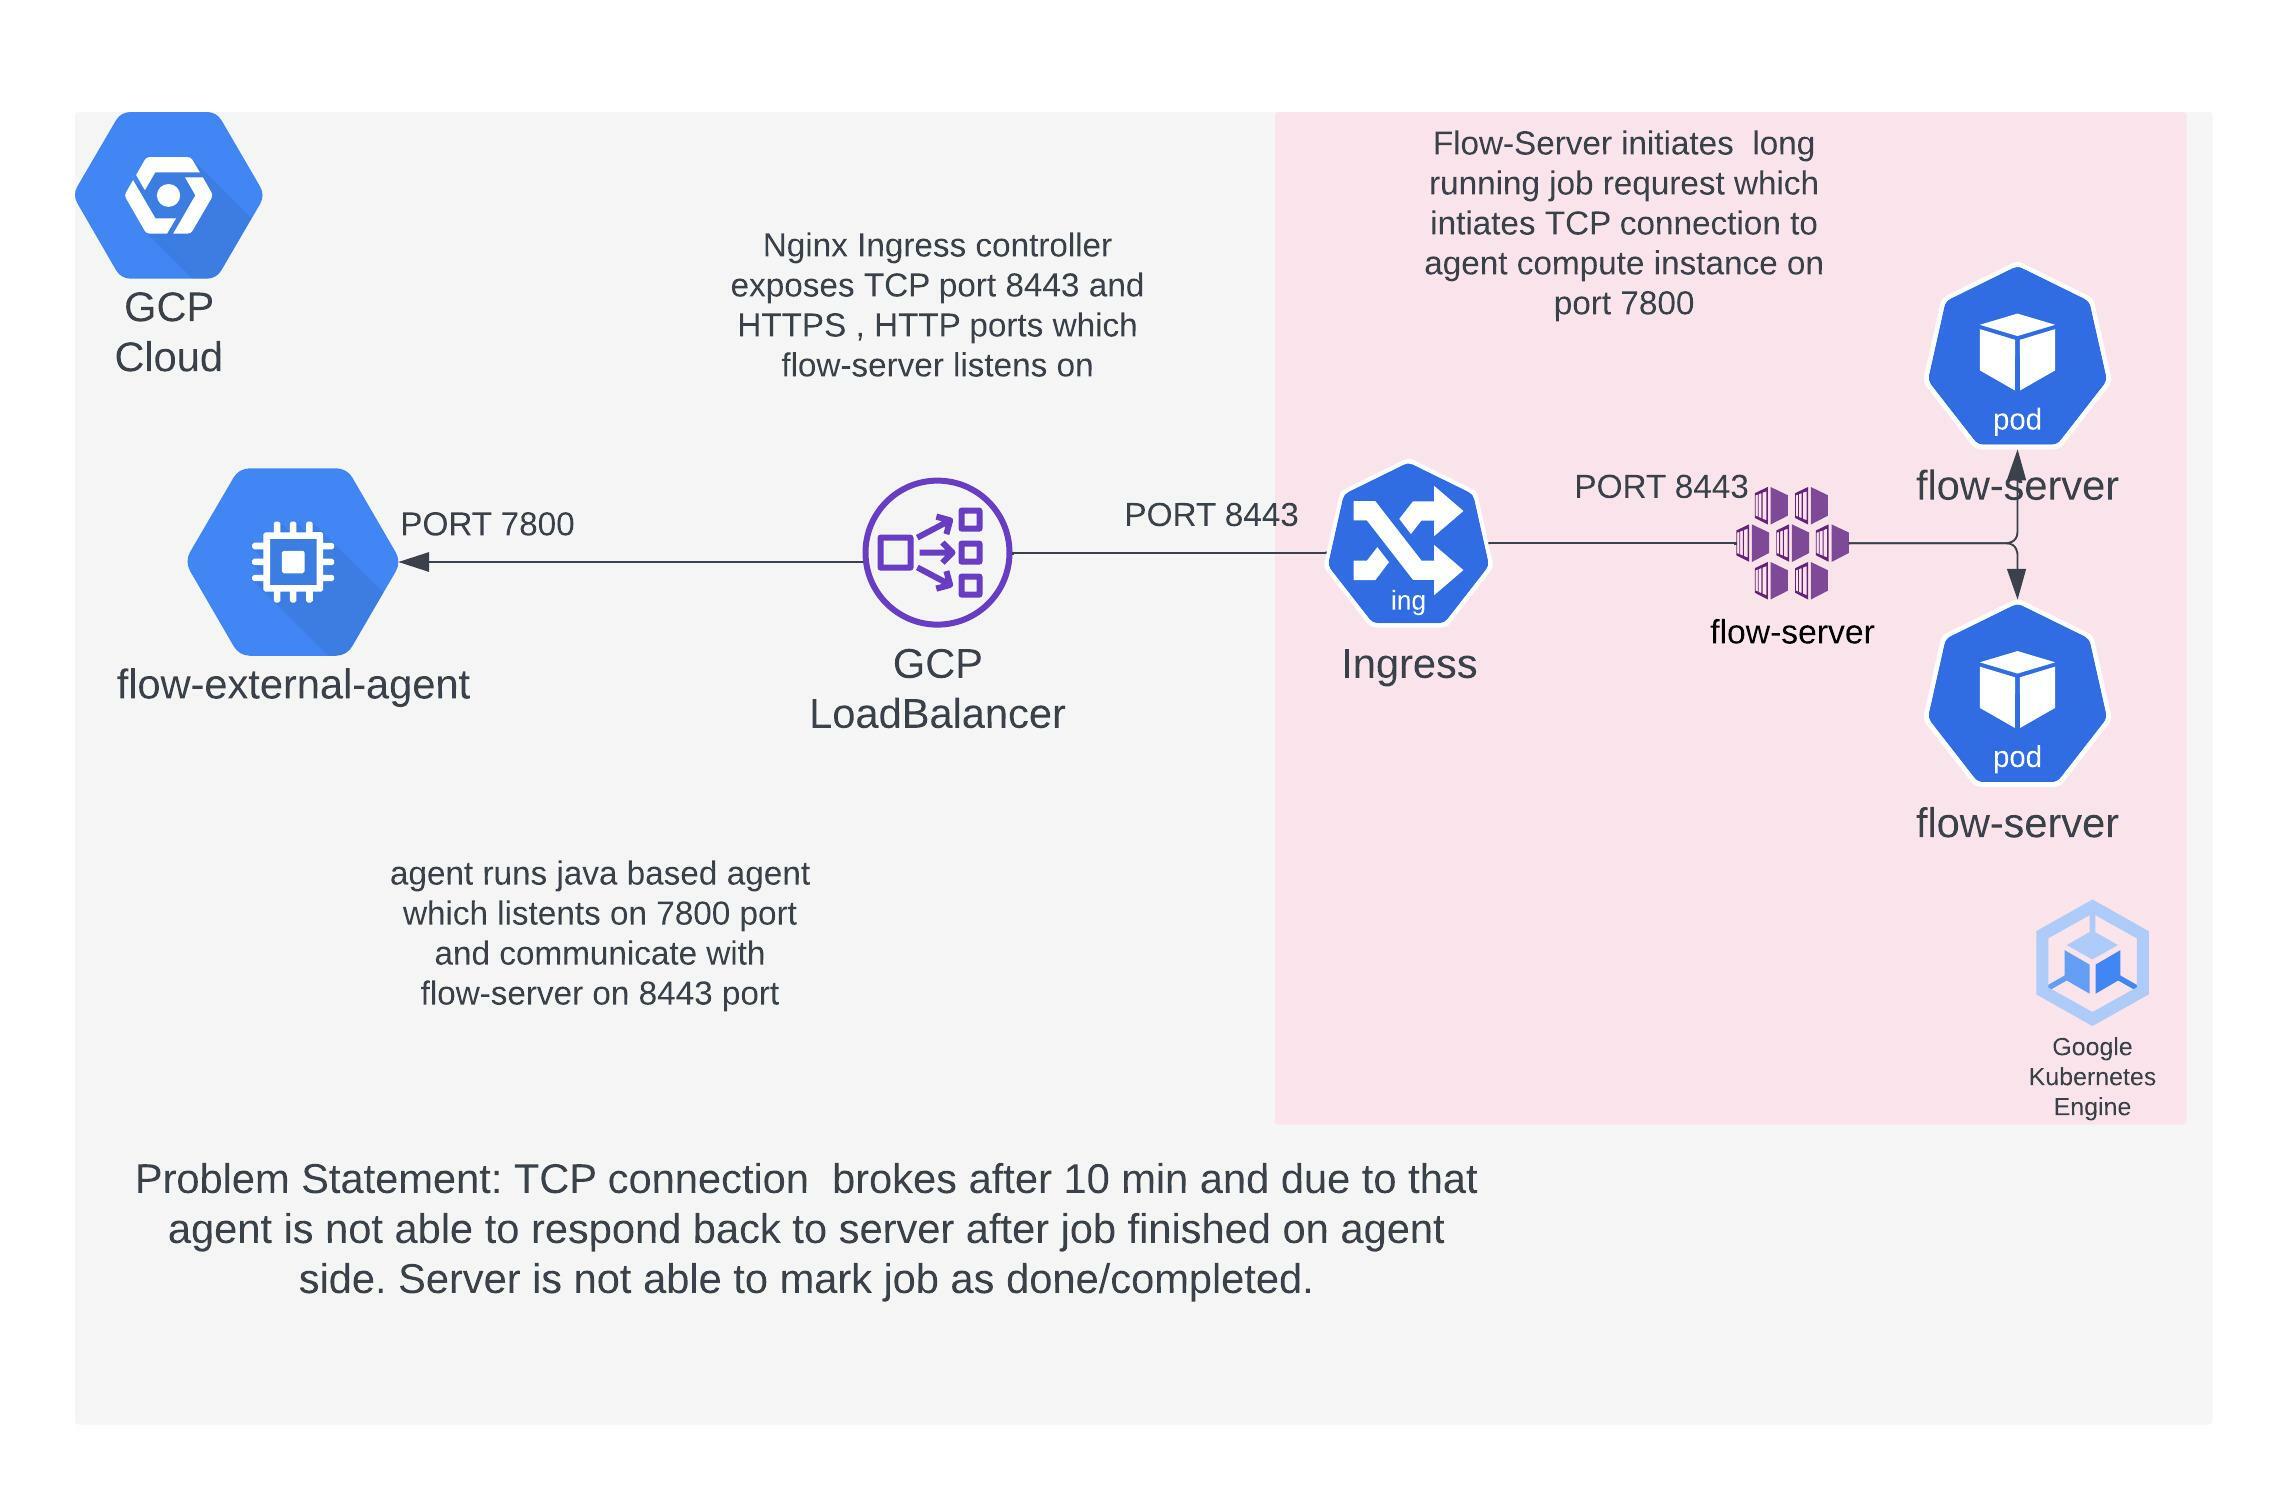 GCP
Cloud
Nginx Ingress controller
exposes TCP port 8443 and
HTTPS , HTTP ports which
flow-server listens on
Flow-Server initiates  long
running job requrest which
intiates TCP connection to
agent compute instance on
port 7800
pod
flow-server
PORT 7800
flow-external-agent
GCP
LoadBalancer
PORT 8443
ing
Ingress
PORT 8443
flow-server
pod
flow-server
agent runs java based agent
which listents on 7800 port
and communicate with
flow-server on 8443 port
Google
Kubernetes
Engine
Problem Statement: TCP connection  brokes after 10 min and due to that
agent is not able to respond back to server after job finished on agent
side. Server is not able to mark job as done/completed.